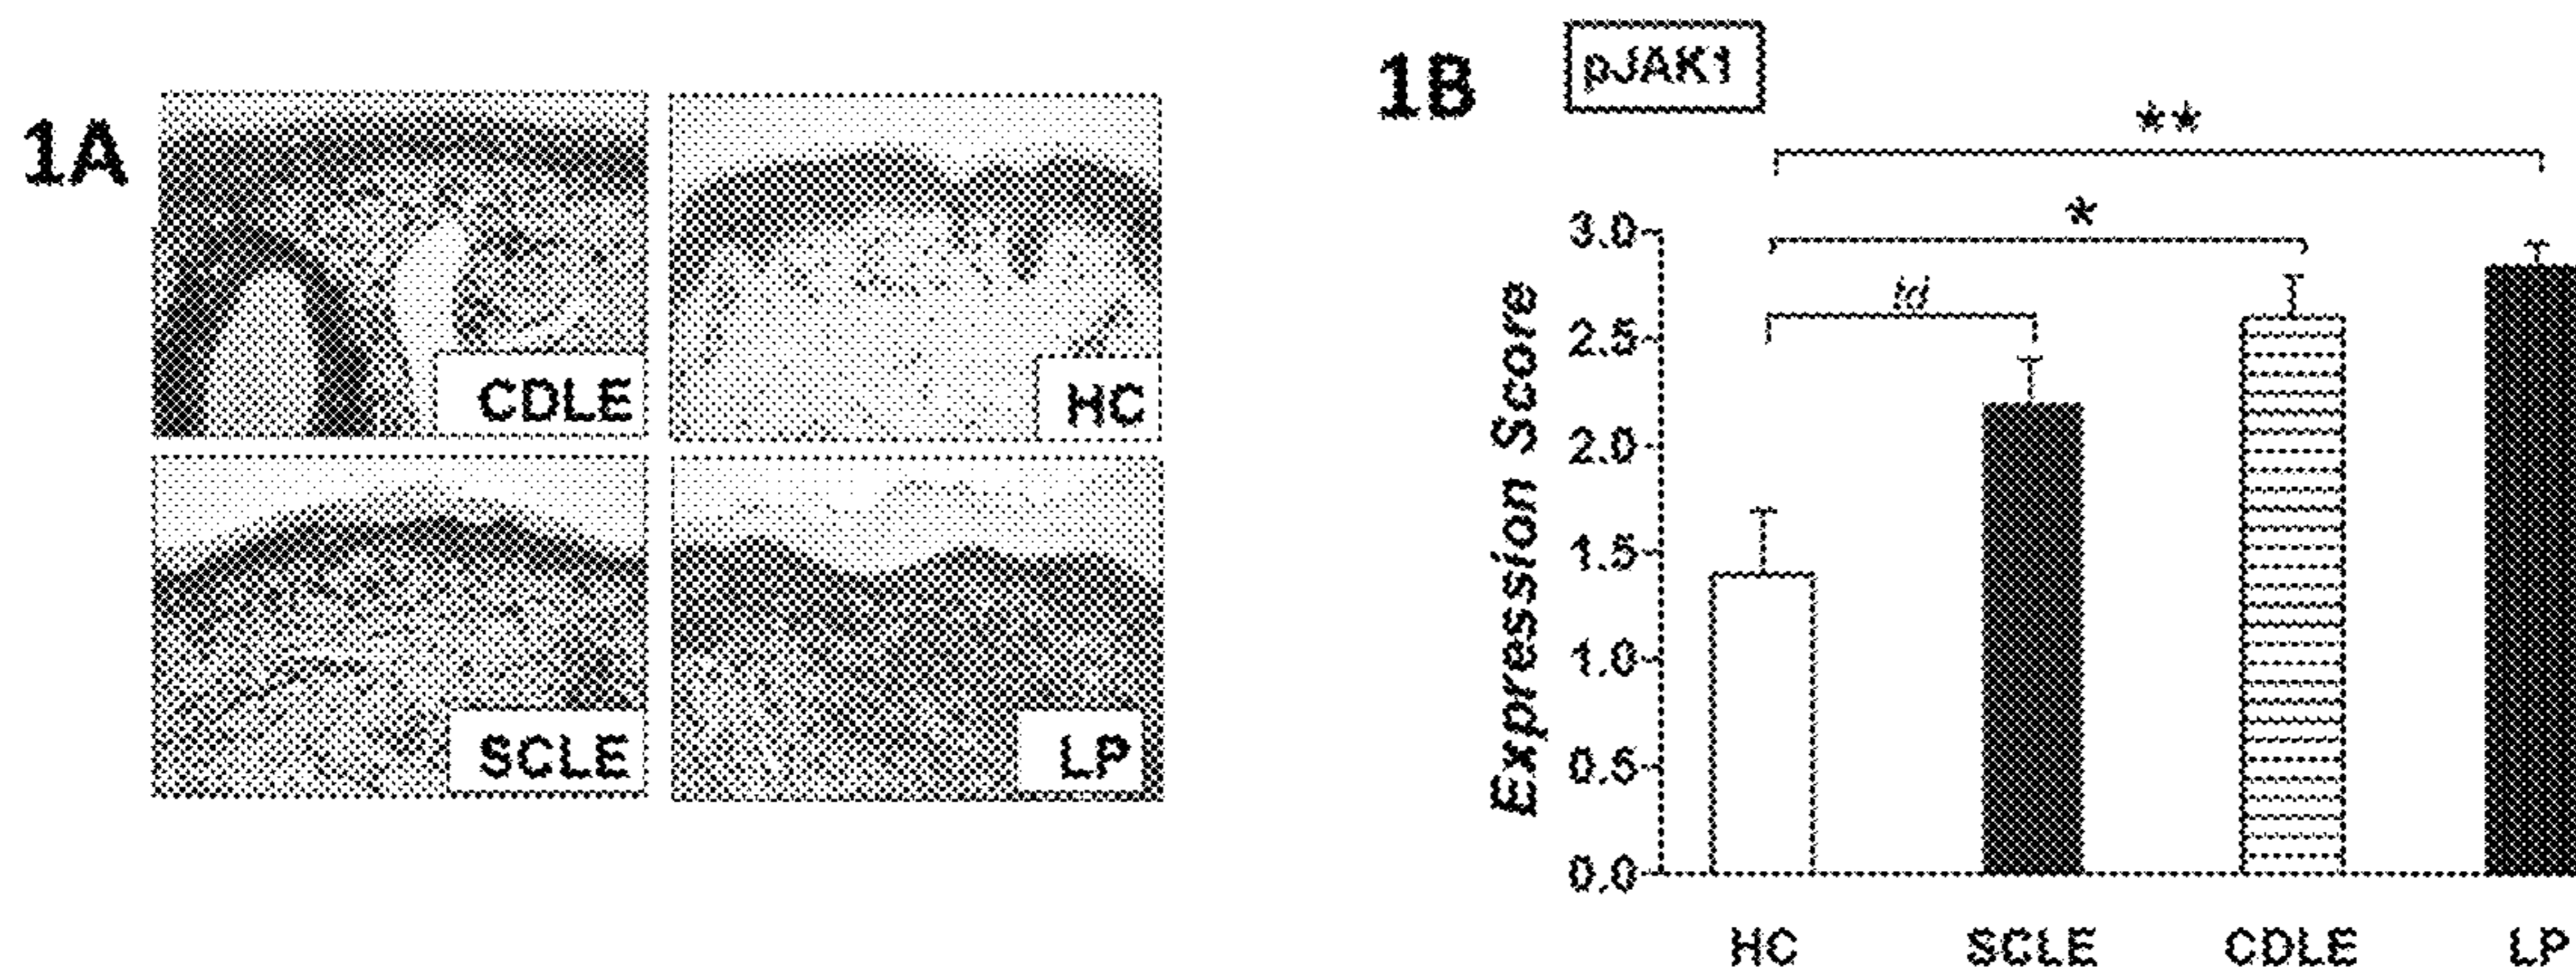 1A
CDLE
HC
SCLE
LP
1B
pJAK1
**
*
td
Expression Score
3.0
2.5
2.0
1.5
1.0
0.5
0.0
HC
SCLE
CDLE
LP